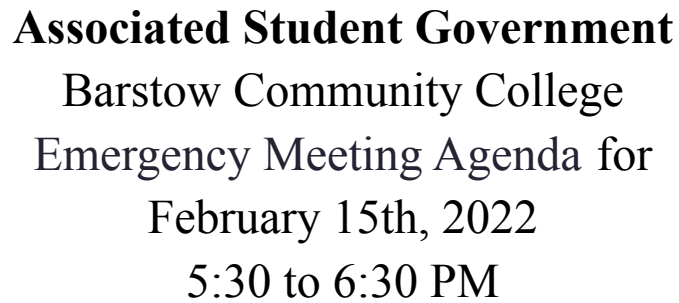 Associated Student Government
Barstow Community College
Emergency Meeting Agenda for
February 15th, 2022
5:30 to 6:30 PM